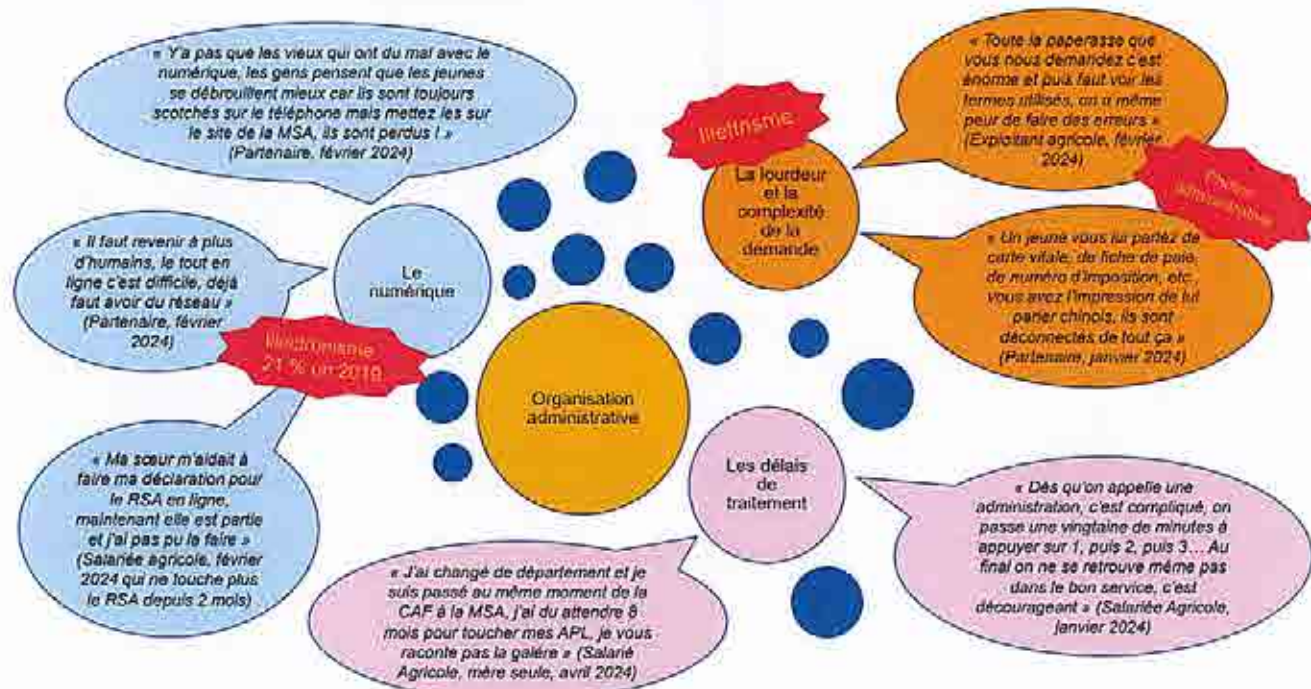 « Y'a pas que les vieux qui ont du mal avec le
numérique, les gens pensent que les jeunes
se débrouillent mieux car ils sont toujours
scotchés sur le téléphone mais mettez les sur
le site de la MSA, ils sont perdus ! »
(Partenaire, février 2024)
« Il faut revenir à plus
d'humains, le tout en
ligne c'est difficile, déjà
faut avoir du réseau »
(Partenaire, février
2024)
Le
numérique
Illectronisme
21 % en 2019
« Ma sœur m'aidait à
faire ma déclaration pour
le RSA en ligne,
maintenant elle est partie
et j'ai pas pu le faire »
(Salariée agricole, février
2024 qui ne touche plus
le RSA depuis 2 mois)
Organisation
administrative
Illettrisme
La lourdeur
et la
complexité
de la
demande
« Toute la paperasse que
vous nous demandez c'est
énorme et puis faut voir les
termes utilisés, on a même
peur de faire des erreurs »
(Exploitant agricole, février
2024)
administrative
« Un jeune vous lui parlez de
carte vitale, de fiche de paie,
de numéro d'imposition, etc.,
vous avez l'impression de lui
parler chinois, ils sont
déconnectés de tout ça »
(Partenaire, janvier 2024)
Les délais
de
traitement
« J'ai changé de département et je
suis passé au même moment de la
CAF à la MSA, j'ai du attendre 8
mois pour toucher mes APL, je vous
raconte pas la galère » (Salarié
Agricole, mère seule, avril 2024)
« Dès qu'on appelle une
administration, c'est compliqué, on
passe une vingtaine de minutes à
appuyer sur 1, puis 2, puis 3… Au
final on ne se retrouve même pas
dans le bon service, c'est
décourageant » (Salariée Agricole,
janvier 2024)